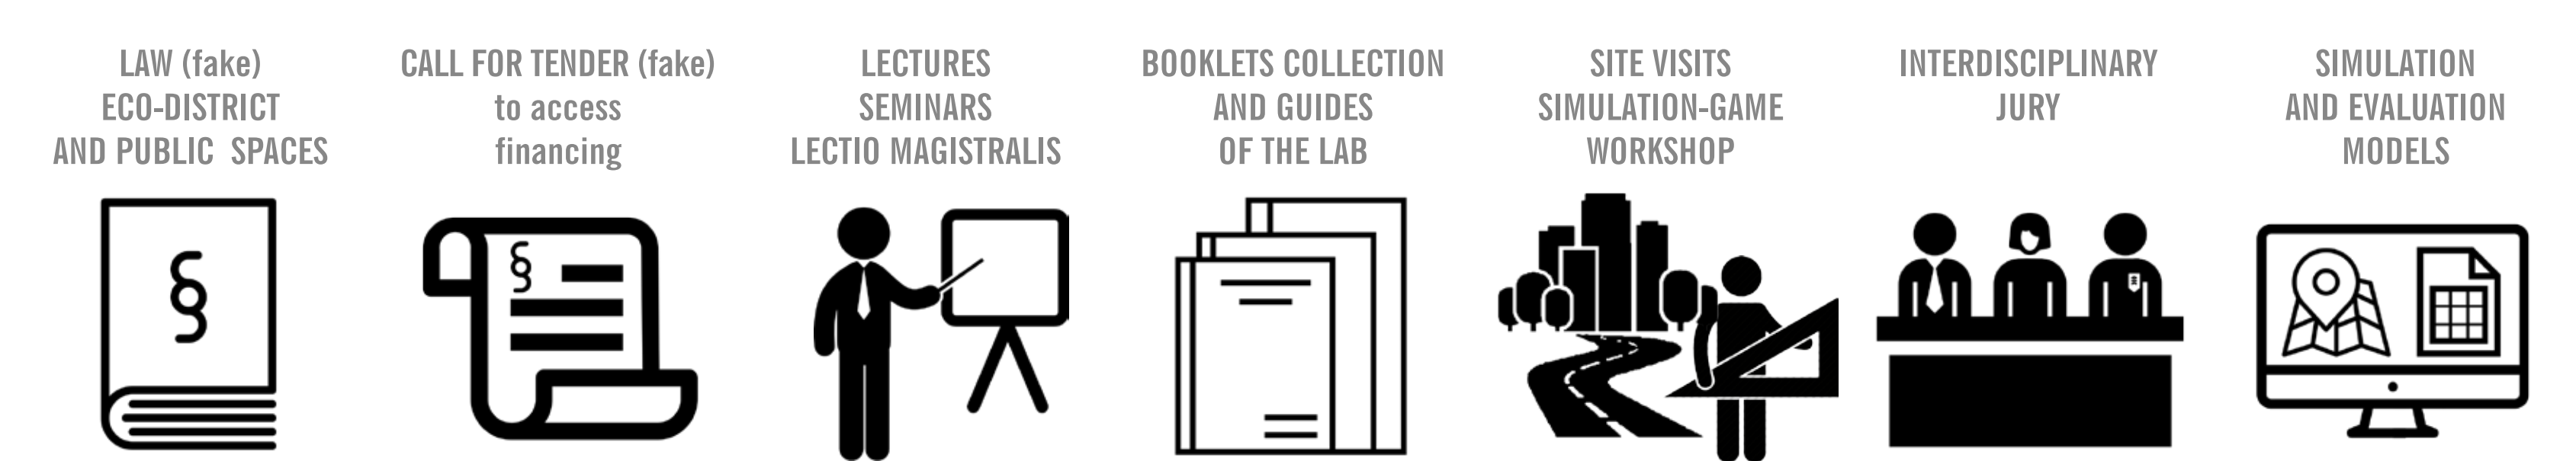 LAW (fake)
ECO-DISTRICT
AND PUBLIC SPACES
CALL FOR TENDER (fake)
to access
financing
LECTURES
SEMINARS
LECTIO MAGISTRALIS
BOOKLETS COLLECTION
AND GUIDES
OF THE LAB
SITE VISITS
SIMULATION-GAME
WORKSHOP
INTERDISCIPLINARY
JURY
SIMULATION
AND EVALUATION
MODELS
§
§